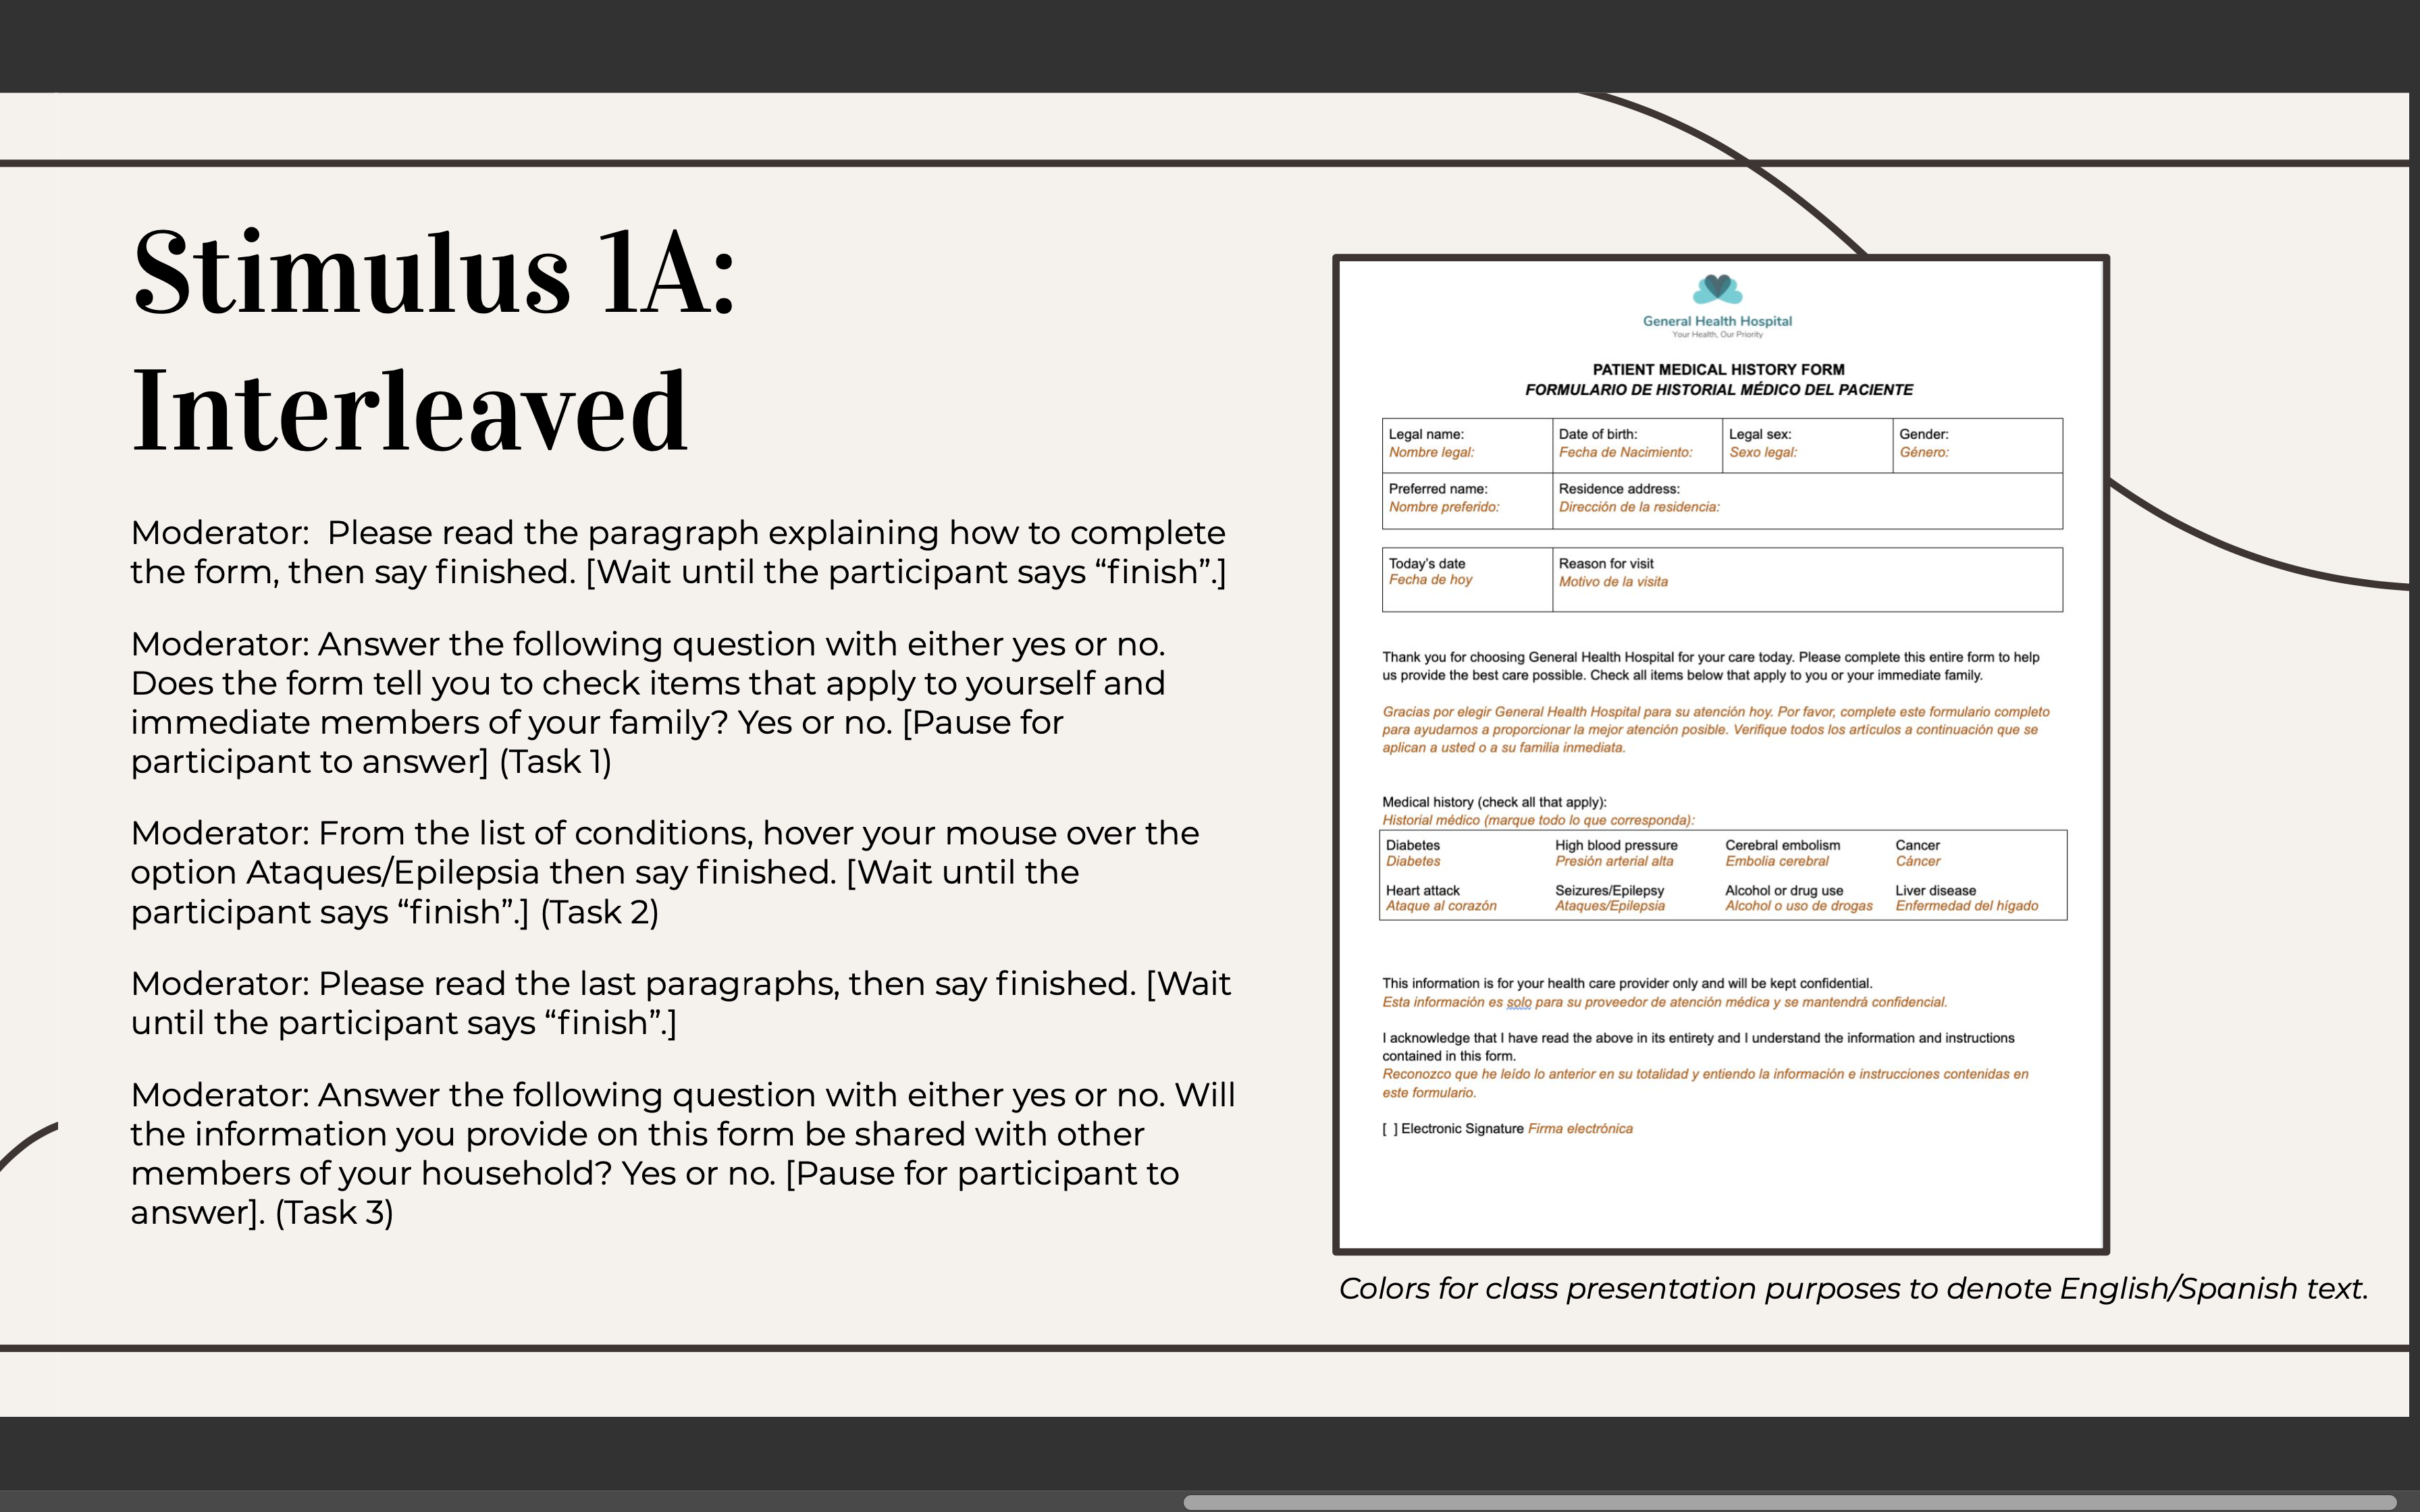 Stimulus 1A:
Interleaved
Moderator:  Please read the paragraph explaining how to complete
the form, then say finished. [Wait until the participant says “finish”.]
Moderator: Answer the following question with either yes or no.
Does the form tell you to check items that apply to yourself and
immediate members of your family? Yes or no. [Pause for
participant to answer] (Task 1)
Moderator: From the list of conditions, hover your mouse over the
option Ataques/Epilepsia then say finished. [Wait until the
participant says “finish”.] (Task 2)
Moderator: Please read the last paragraphs, then say finished. [Wait
until the participant says “finish”.]
Moderator: Answer the following question with either yes or no. Will
the information you provide on this form be shared with other
members of your household? Yes or no. [Pause for participant to
answer]. (Task 3)
General Health Hospital
Your Health, Our Priority
PATIENT MEDICAL HISTORY FORM
FORMULARIO DE HISTORIAL MÉDICO DEL PACIENTE
Legal name: Date of birth: Legal sex: Gender:
Nombre legal: Fecha de Nacimiento: Sexo legal: Género:
Preferred name: Residence address:
Nombre preferido: Dirección de la residencia:
Today's date Reason for visit
Fecha de hoy Motivo de la visita
Thank you for choosing General Health Hospital for your care today. Please complete this entire form to help
us provide the best care possible. Check all items below that apply to you or your immediate family.
Gracias por elegir General Health Hospital para su atención hoy. Por favor, complete este formulario completo
para ayudarnos a proporcionar la mejor atención posible. Verifique todos los artículos a continuación que se
aplican a usted o a su familia inmediata.
Medical history (check all that apply):
Historial médico (marque todo lo que corresponda):
Diabetes High blood pressure Cerebral embolism Cancer
Diabetes Presión arterial alta Embolia cerebral Cáncer
Heart attack Seizures/Epilepsy Alcohol or drug use Liver disease
Ataque al corazón Ataques/Epilepsia Alcohol o uso de drogas Enfermedad del hígado
This information is for your health care provider only and will be kept confidential.
Esta información es solo para su proveedor de atención médica y se mantendrá confidencial.
I acknowledge that I have read the above in its entirety and I understand the information and instructions
contained in this form.
Reconozco que he leído lo anterior en su totalidad y entiendo la información e instrucciones contenidas en
este formulario.
[ ] Electronic Signature Firma electrónica
Colors for class presentation purposes to denote English/Spanish text.